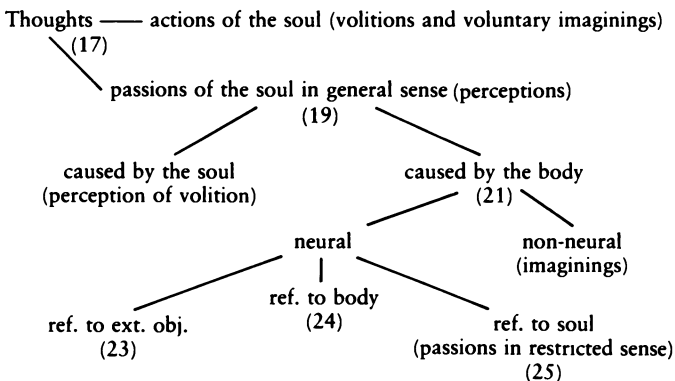 Thoughts — actions of the soul (volitions and voluntary imaginings)
(17)
passions of the soul in general sense (perceptions)
(19)
caused by the soul
(perception of volition)
caused by the body
(21)
neural
non-neural
(imaginings)
ref. to ext. obj.
(23)
ref. to body
(24)
ref. to soul
(passions in restricted sense)
(25)